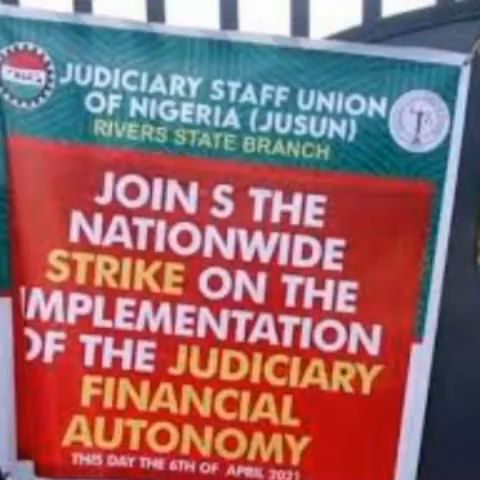 JUDICIARY STAFF UNION
OF NIGERIA (JUSUN)
RIVERS STATE BRANCH
JOIN S THE
NATIONWIDE
STRIKE ON THE
IMPLEMENTATION
OF THE JUDICIARY
FINANCIAL
AUTONOMY
THIS DAY THE 6TH OF APRIL 2021